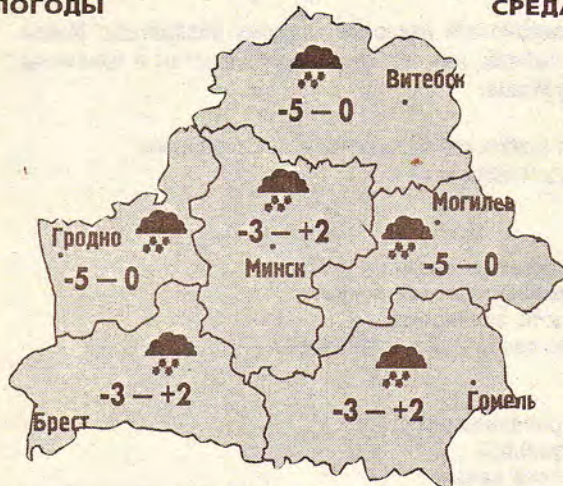 ПОГОДЫ
СРЕДА
Витебск
-5 — 0
Могилев
-5 — 0
Гродно
-5 — 0
-3 — +2
Минск
-3 — +2
Брест
-3 — +2
Гомель